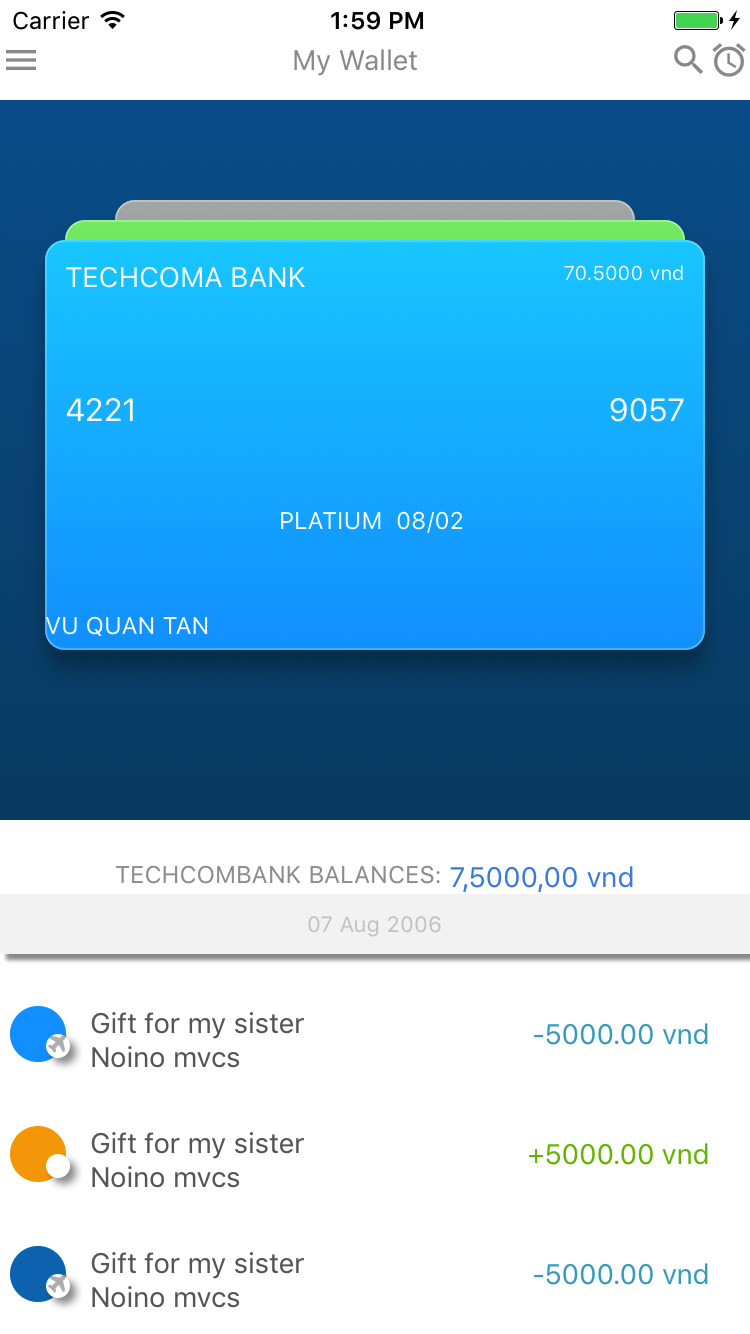 Carrier 1:59 PM
My Wallet
TECHCOMA BANK 70.5000 vnd
4221 9057
PLATIUM 08/02
VU QUAN TAN
TECHCOMBANK BALANCES: 7,5000,00 vnd
07 Aug 2006
Gift for my sister
Noino mvcs
-5000.00 vnd
Gift for my sister
Noino mvcs
+5000.00 vnd
Gift for my sister
Noino mvcs
-5000.00 vnd